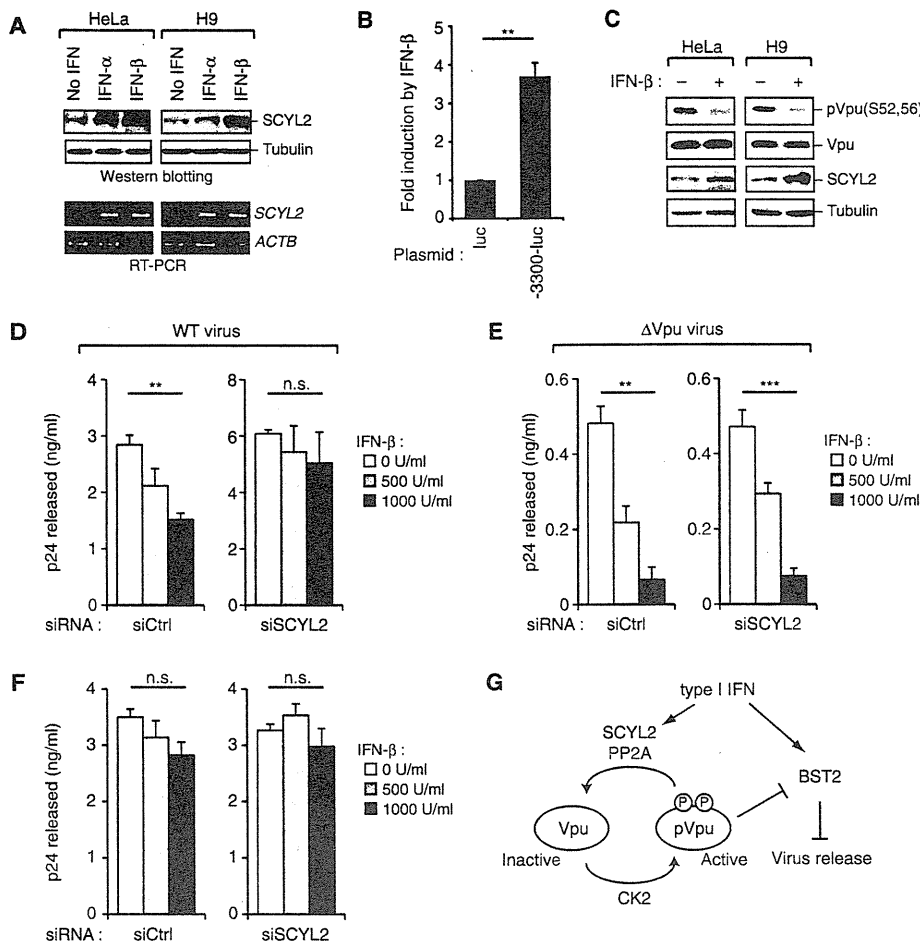 A
HeLa
H9
No IFN
IFN-α
IFN-β
No IFN
IFN-α
IFN-β
SCYL2
Tubulin
Western blotting
SCYL2
ACTB
RT-PCR
B
Fold induction by IFN-β
5
4
3
2
1
0
**
Plasmid :
luc
-3300-luc
C
HeLa
H9
IFN-β :
−
+
−
+
pVpu(S52,56)
Vpu
SCYL2
Tubulin
D
WT virus
p24 released (ng/ml)
4
3
2
1
0
**
8
6
4
2
0
n.s.
IFN-β :
0 U/ml
500 U/ml
1000 U/ml
siRNA :
siCtrl
siSCYL2
E
ΔVpu virus
p24 released (ng/ml)
0.6
0.4
0.2
0
**
0.6
0.4
0.2
0
***
IFN-β :
0 U/ml
500 U/ml
1000 U/ml
siRNA :
siCtrl
siSCYL2
F
p24 released (ng/ml)
4
3
2
1
0
n.s.
4
3
2
1
0
n.s.
IFN-β :
0 U/ml
500 U/ml
1000 U/ml
siRNA :
siCtrl
siSCYL2
G
type I IFN
SCYL2
PP2A
BST2
P P
Vpu
pVpu
Inactive
Active
Virus release
CK2